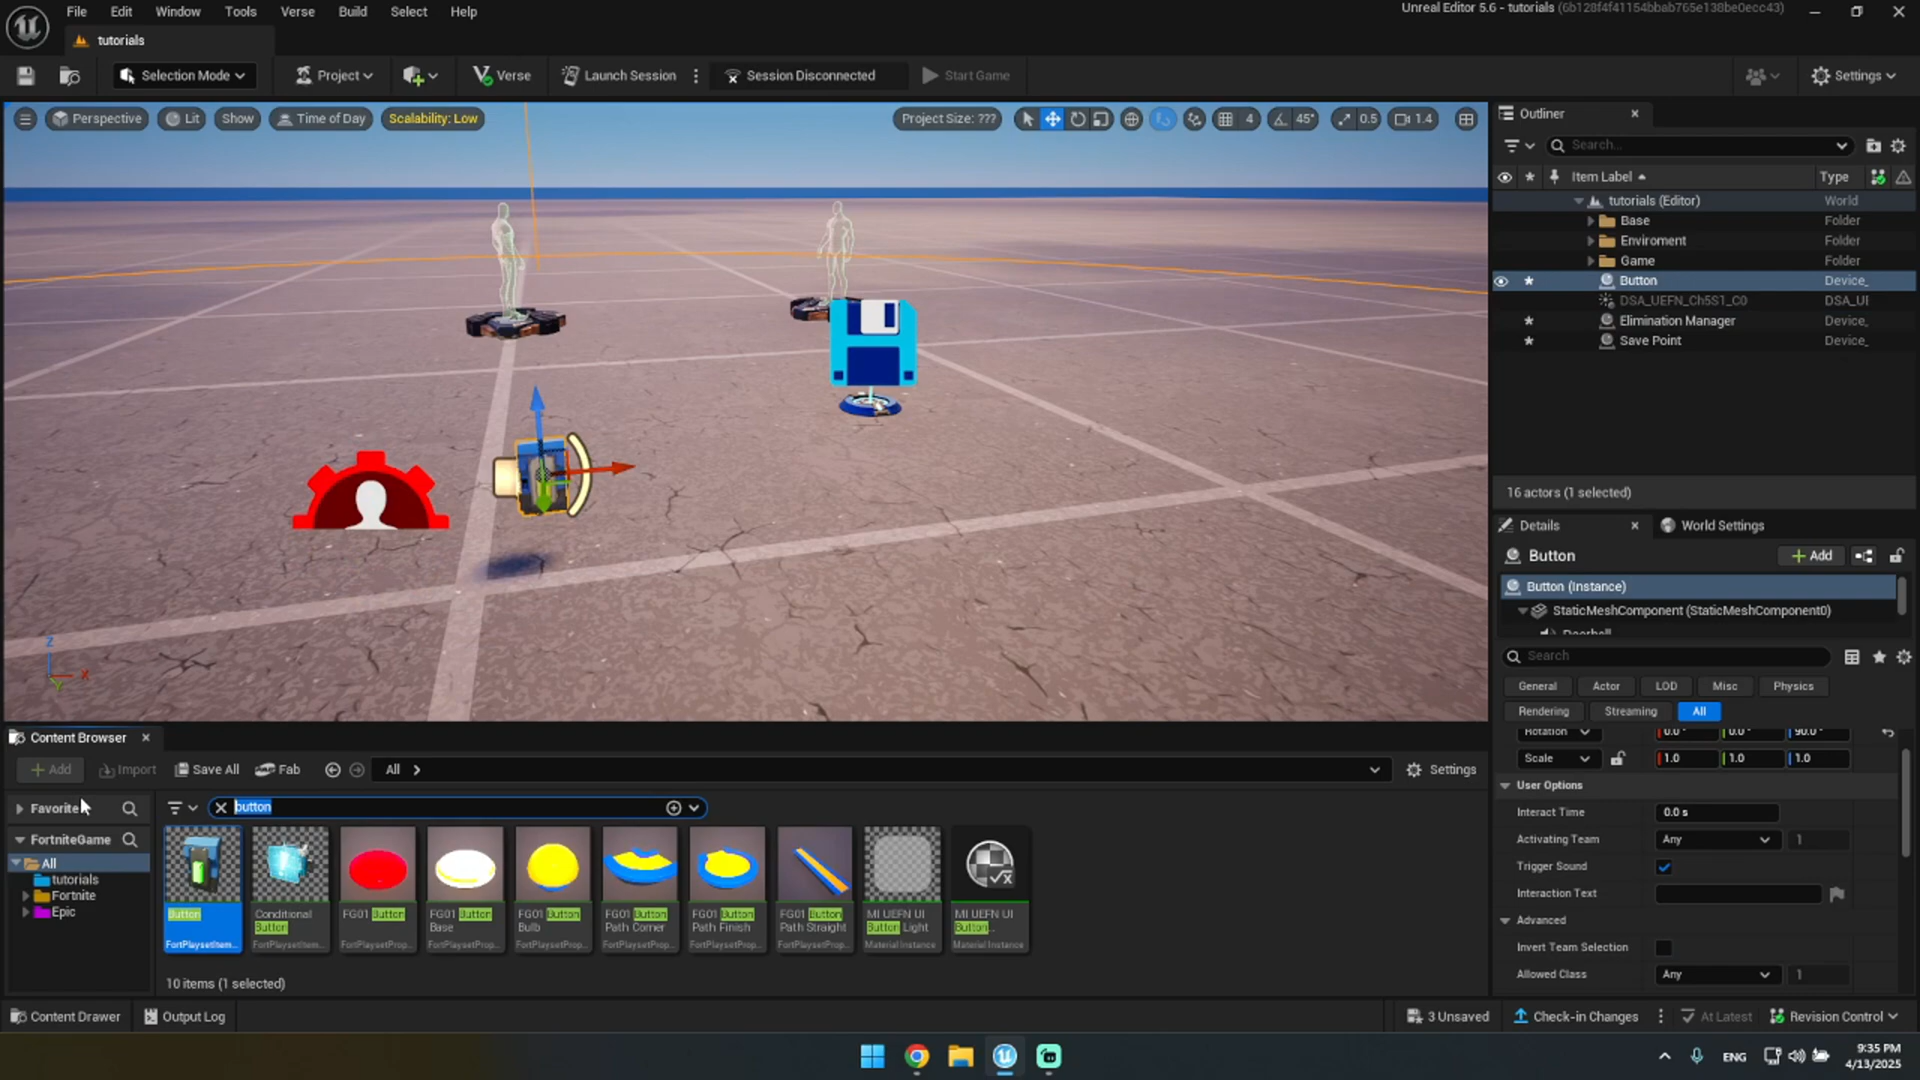 File Edit Window Tools Verse Build Select Help
Unreal Editor 5.6 - tutorials (6b128f4f41154bbab765e138be0ecc43)
tutorials
Selection Mode Project Verse Launch Session Session Disconnected Start Game Settings
Perspective Lit Show Time of Day Scalability: Low Project Size: ??? 4 45° 0.5 1.4
Outliner
Search...
Item Label Type
tutorials (Editor) World
Base Folder
Enviroment Folder
Game Folder
Button Device_
DSA_UEFN_Ch5S1_C0 DSA_UI
Elimination Manager Device_
Save Point Device_
16 actors (1 selected)
Details World Settings
Button Add
Button (Instance)
StaticMeshComponent (StaticMeshComponent0)
Doorbell
Search
General Actor LOD Misc Physics
Rendering Streaming All
Rotation 0.0° 0.0° 90.0°
Scale 1.0 1.0 1.0
User Options
Interact Time 0.0 s
Activating Team Any 1
Trigger Sound
Interaction Text
Advanced
Invert Team Selection
Allowed Class Any 1
Z
X
Y
Content Browser
Add Import Save All Fab All Settings
Favorite
button
FortniteGame
All
tutorials
Fortnite
Epic
Button
FortPlaysetItem...
Conditional
Button
FortPlaysetItem...
FG01 Button
FortPlaysetProp...
FG01 Button
Base
FortPlaysetProp...
FG01 Button
Bulb
FortPlaysetProp...
FG01 Button
Path Corner
FortPlaysetProp...
FG01 Button
Path Finish
FortPlaysetProp...
FG01 Button
Path Straight
FortPlaysetProp...
MI UEFN UI
Button Light
Material Instance
MI UEFN UI
Button...
Material Instance
10 items (1 selected)
Content Drawer Output Log 3 Unsaved Check-in Changes At Latest Revision Control
ENG 9:35 PM
4/13/2025